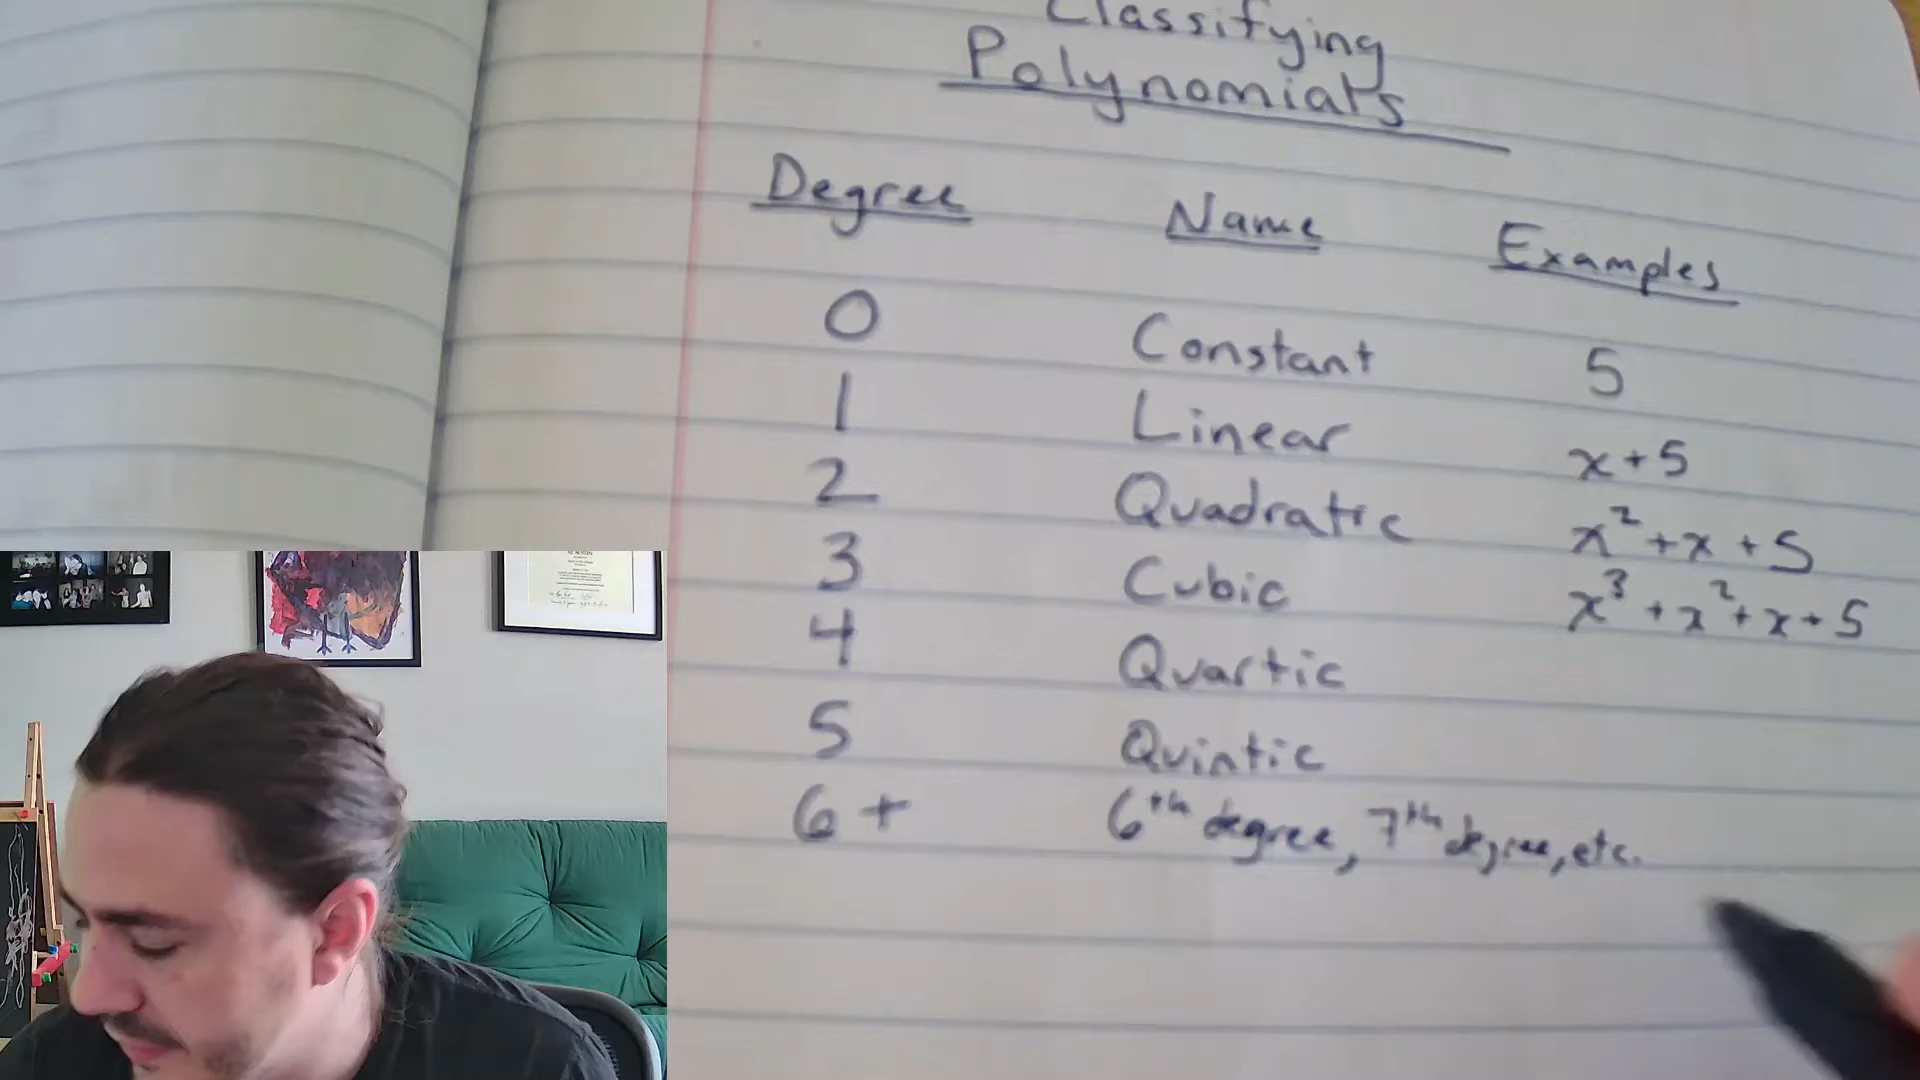 Classifying
Polynomials
Degree Name Examples
0 Constant 5
1 Linear x+5
2 Quadratic x²+x+5
3 Cubic x³+x²+x+5
4 Quartic
5 Quintic
6+ 6th degree, 7th degree, etc.